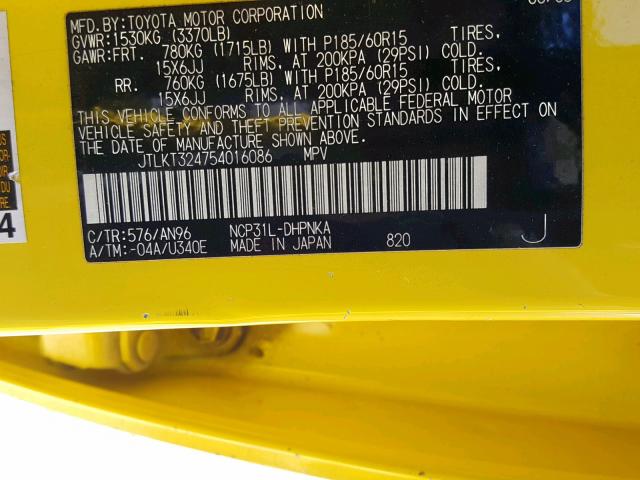 MFD.BY:TOYOTA MOTOR CORPORATION
GVWR:1530KG (3370LB)
GAWR:FRT. 780KG (1715LB) WITH P185/60R15 TIRES,
15X6JJ RIMS, AT 200KPA (29PSI) COLD.
RR. 760KG (1675LB) WITH P185/60R15 TIRES,
15X6JJ RIMS, AT 200KPA (29PSI) COLD.
THIS VEHICLE CONFORMS TO ALL APPLICABLE FEDERAL MOTOR
VEHICLE SAFETY AND THEFT PREVENTION STANDARDS IN EFFECT ON
THE DATE OF MANUFACTURE SHOWN ABOVE.
JTLKT324754016086 MPV
C/TR:576/AN96 NCP31L-DHPNKA
A/TM:-04A/U340E MADE IN JAPAN 820 J
DU
4